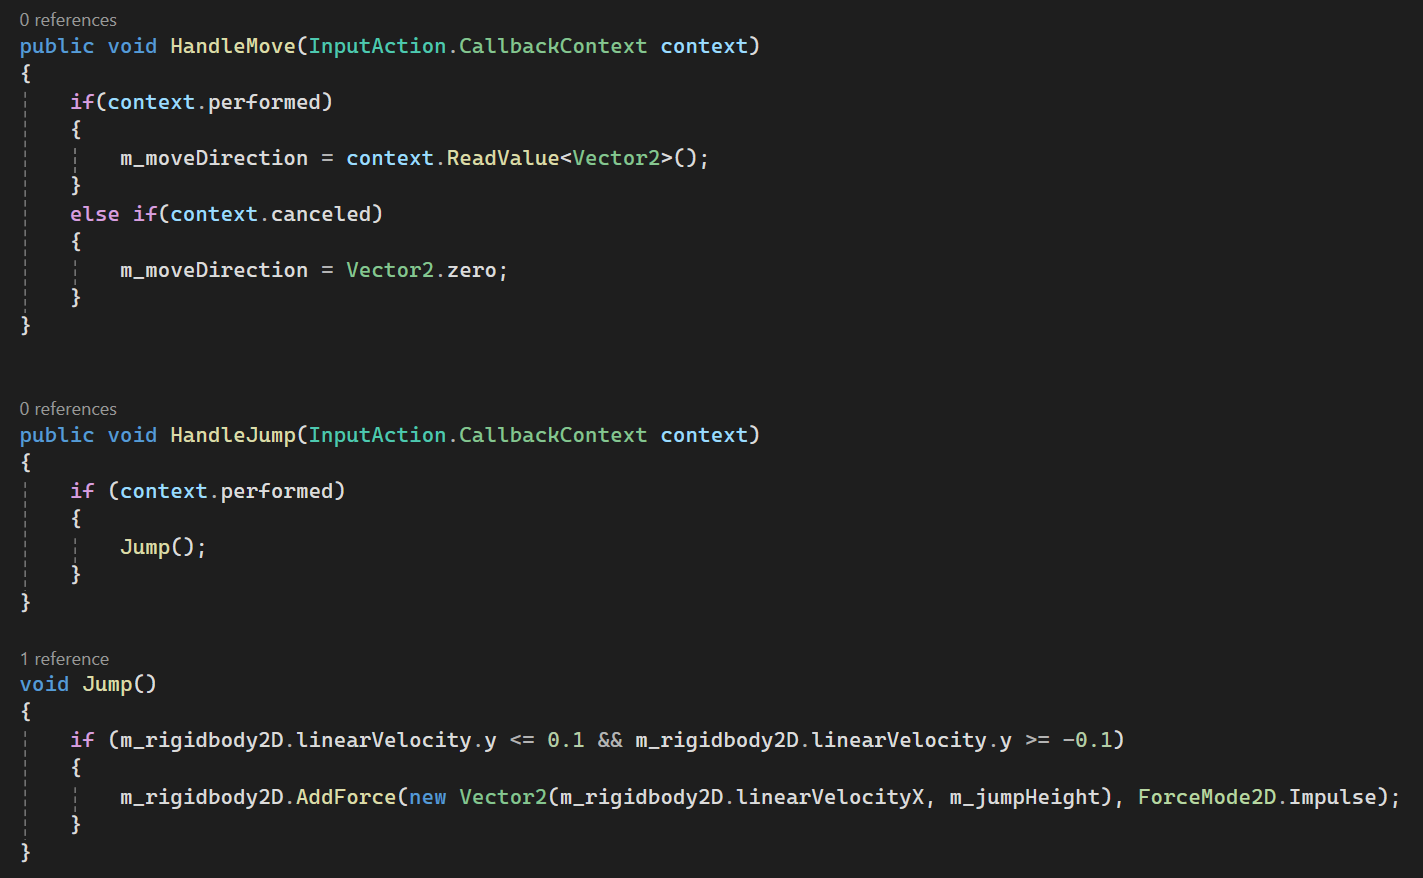 0 references
public void HandleMove(InputAction.CallbackContext context)
{
    if(context.performed)
    {
        m_moveDirection = context.ReadValue<Vector2>();
    }
    else if(context.canceled)
    {
        m_moveDirection = Vector2.zero;
    }
}
0 references
public void HandleJump(InputAction.CallbackContext context)
{
    if (context.performed)
    {
        Jump();
    }
}
1 reference
void Jump()
{
    if (m_rigidbody2D.linearVelocity.y <= 0.1 && m_rigidbody2D.linearVelocity.y >= -0.1)
    {
        m_rigidbody2D.AddForce(new Vector2(m_rigidbody2D.linearVelocityX, m_jumpHeight), ForceMode2D.Impulse);
    }
}